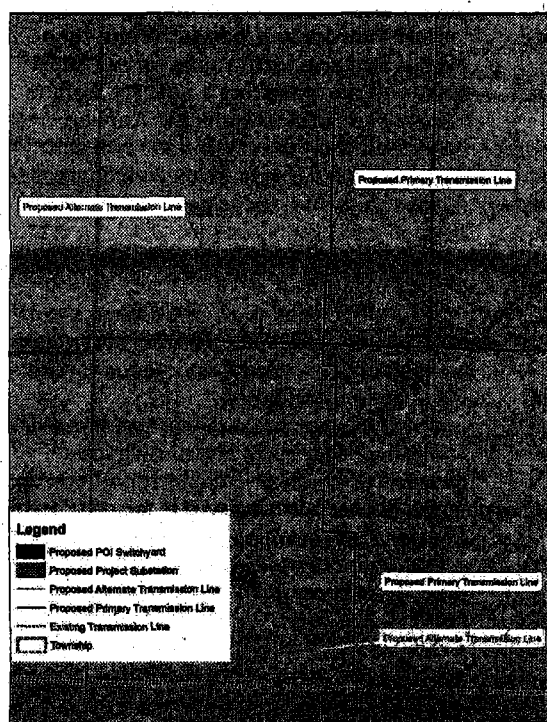 Proposed Primary Transmission Line
Proposed Alternate Transmission Line
Legend
Proposed POI Switchyard
Proposed Project Substation
Proposed Alternate Transmission Line
Proposed Primary Transmission Line
Existing Transmission Line
Township
Proposed Primary Transmission Line
Proposed Alternate Transmission Line